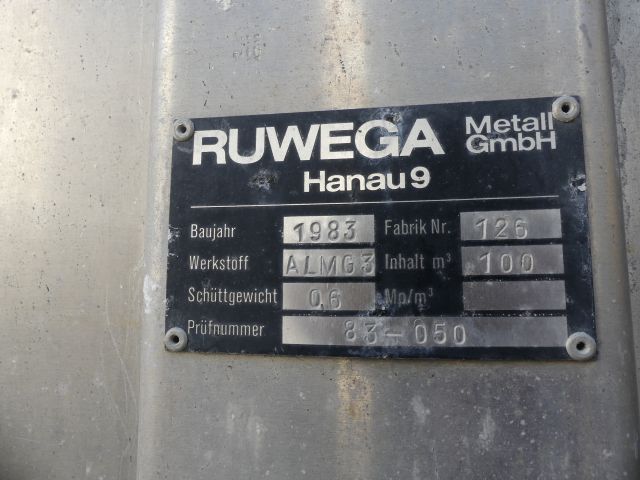 RUWEGA Metall GmbH
Hanau 9
Baujahr 1983 Fabrik Nr. 126
Werkstoff ALMG3 Inhalt m³ 100
Schüttgewicht 0,6 Mp/m³
Prüfnummer 83-050